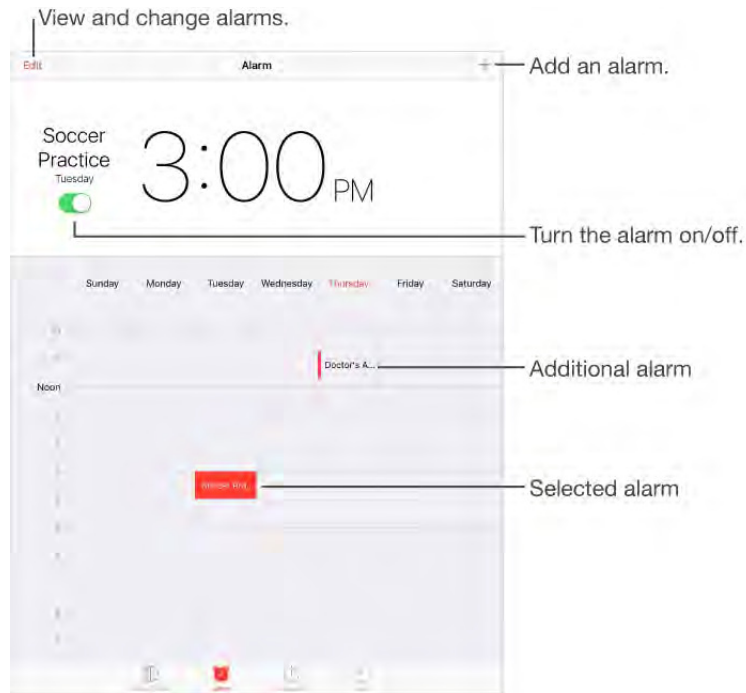 View and change alarms.
Edit
Alarm
+
Add an alarm.
Soccer
Practice
Tuesday
3:00 PM
Turn the alarm on/off.
Sunday Monday Tuesday Wednesday Thursday Friday Saturday
Doctor's A...
Additional alarm
Noon
Selected alarm